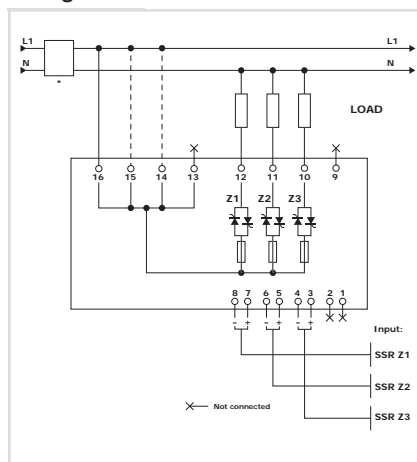 L1 L1
N N
*
LOAD
16 15 14 13 12 11 10 9
Z1 Z2 Z3
8 7 6 5 4 3 2 1
- + - + - +
Input:
SSR Z1
SSR Z2
Not connected
SSR Z3